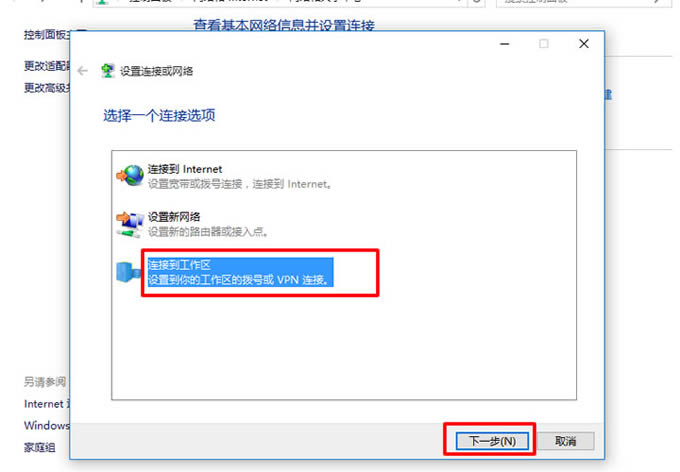 查看基本网络信息并设置连接
控制面板
更改适配
更改高级
设置连接或网络
选择一个连接选项
连接到 Internet
设置宽带或拨号连接，连接到 Internet。
设置新网络
设置新的路由器或接入点。
连接到工作区
设置到你的工作区的拨号或 VPN 连接。
另请参阅
Internet
Windows
家庭组
下一步(N)
取消